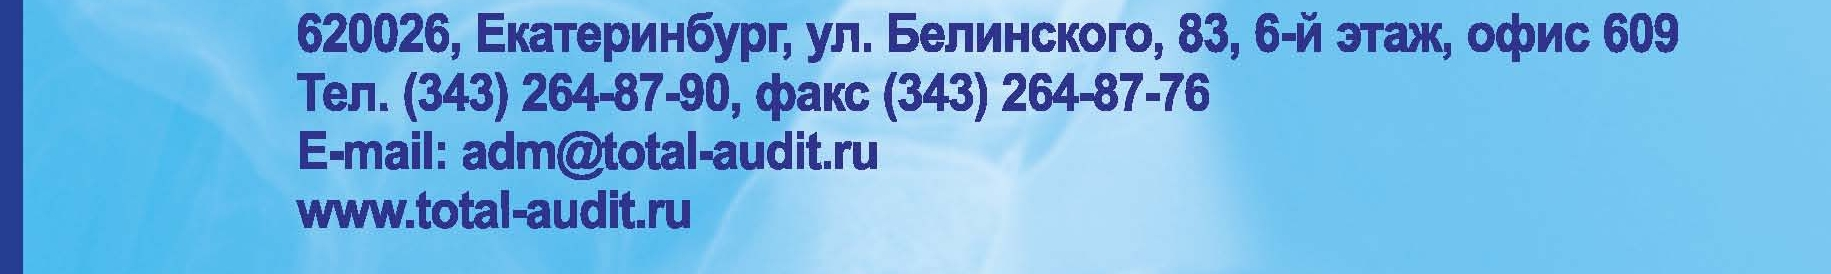 620026, Екатеринбург, ул. Белинского, 83, 6-й этаж, офис 609
Тел. (343) 264-87-90, факс (343) 264-87-76
E-mail: adm@total-audit.ru
www.total-audit.ru